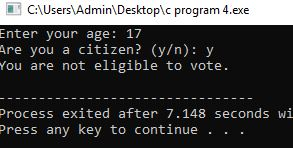 C:\Users\Admin\Desktop\c program 4.exe
Enter your age: 17
Are you a citizen? (y/n): y
You are not eligible to vote.
--------------------------------
Process exited after 7.148 seconds wi
Press any key to continue . . .